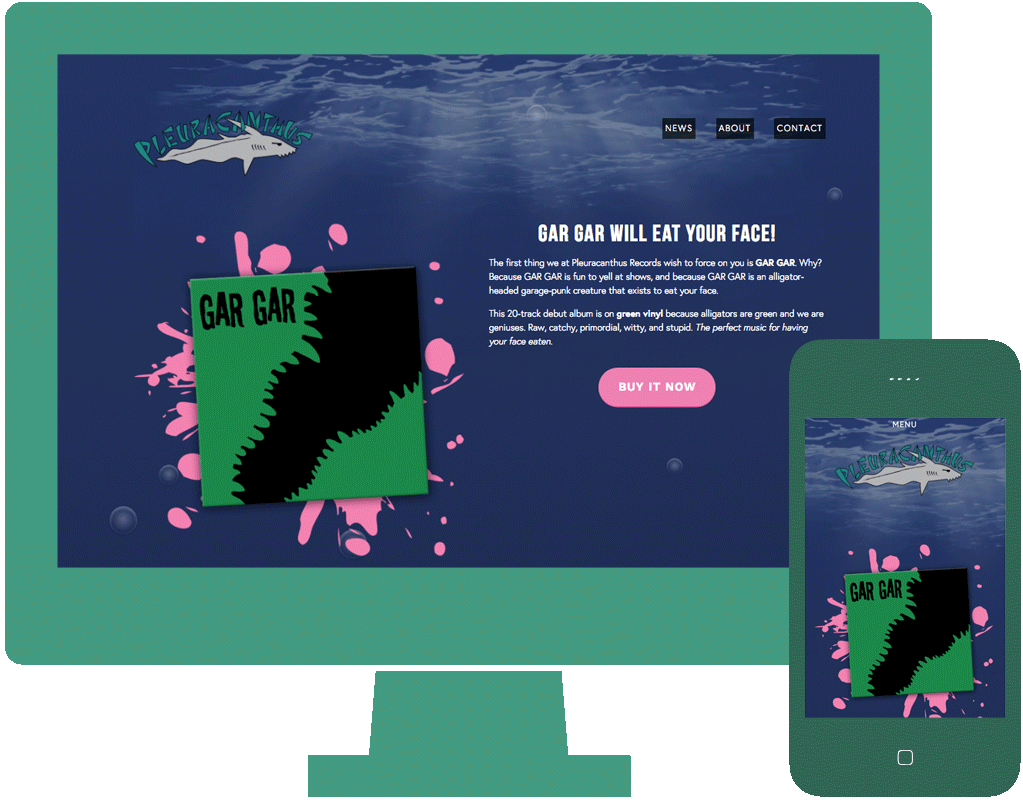 PLEURACANTHUS
NEWS ABOUT CONTACT
GAR GAR WILL EAT YOUR FACE!
The first thing we at Pleuracanthus Records wish to force on you is GAR GAR. Why?
Because GAR GAR is fun to yell at shows, and because GAR GAR is an alligator-
headed garage-punk creature that exists to eat your face.
This 20-track debut album is on green vinyl because alligators are green and we are
geniuses. Raw, catchy, primordial, witty, and stupid. The perfect music for having
your face eaten.
BUY IT NOW
GAR GAR
MENU
PLEURACANTHUS
GAR GAR